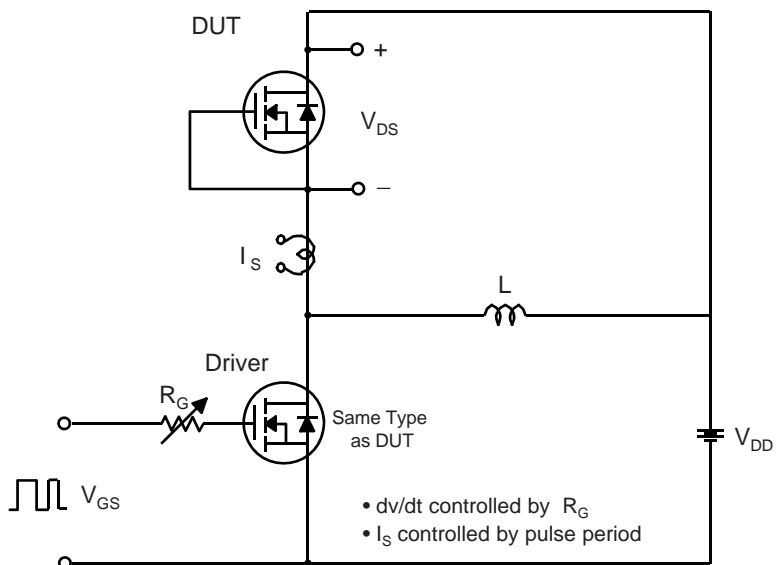 DUT
+
V_DS
−
I_S
L
Driver
R_G
Same Type
as DUT
V_DD
V_GS
• dv/dt controlled by R_G
• I_S controlled by pulse period